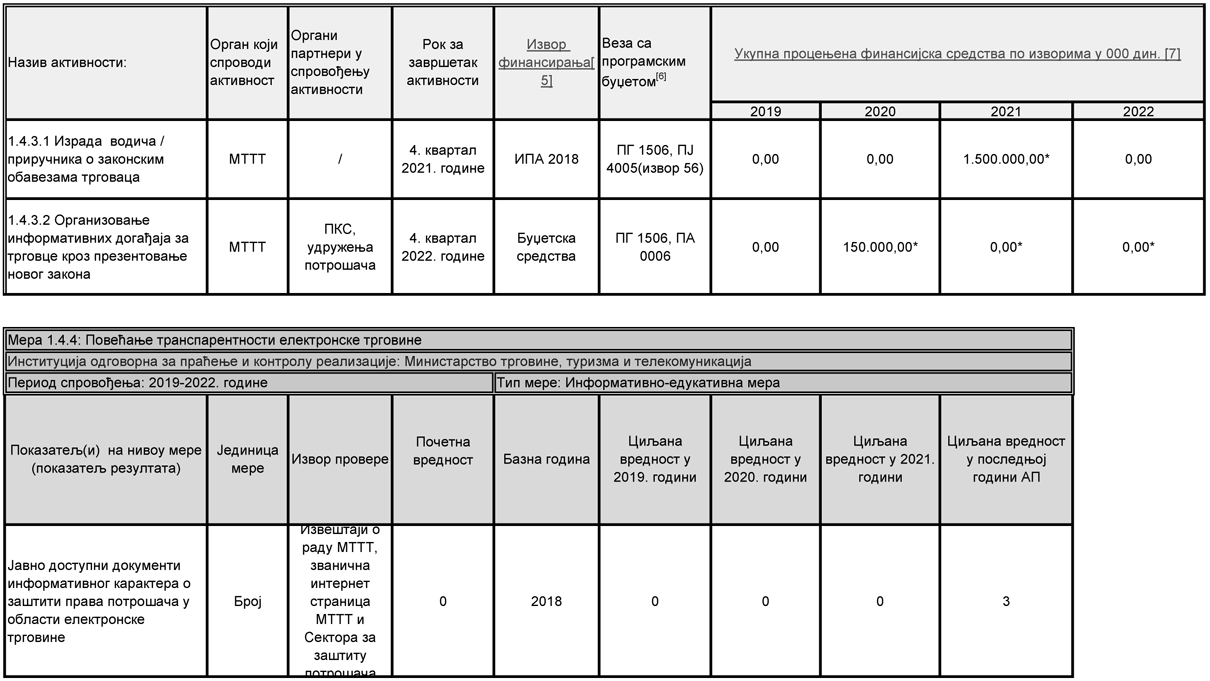 Назив активности:
Орган који
спроводи
активност
Органи
партнери у
спровођењу
активности
Рок за
завршетак
активности
Извор
финансирања[
5]
Веза са
програмским
буџетом[6]
Укупна процењена финансијска средства по изворима у 000 дин. [7]
2019
2020
2021
2022
1.4.3.1 Израда водича /
приручника о законским
обавезама трговаца
МТТТ
/
4. квартал
2021. године
ИПА 2018
ПГ 1506, ПЈ
4005(извор 56)
0,00
0,00
1.500.000,00*
0,00
1.4.3.2 Организовање
информативних догађаја за
трговце кроз презентовање
новог закона
МТТТ
ПКС,
удружења
потрошача
4. квартал
2022. године
Буџетска
средства
ПГ 1506, ПА
0006
0,00
150.000,00*
0,00*
0,00*
Мера 1.4.4: Повећање транспарентности електронске трговине
Институција одговорна за праћење и контролу реализације: Министарство трговине, туризма и телекомуникација
Период спровођења: 2019-2022. године
Тип мере: Информативно-едукативна мера
Показатељ(и) на нивоу мере
(показатељ резултата)
Јединица
мере
Извор провере
Почетна
вредност
Базна година
Циљана
вредност у
2019. години
Циљана
вредност у
2020. години
Циљана
вредност у 2021.
години
Циљана вредност
у последњој
години АП
Јавно доступни документи
информативног карактера о
заштити права потрошача у
области електронске
трговине
Број
Извештаји о
раду МТТТ,
званична
интернет
страница
МТТТ и
Сектора за
заштиту
потрошача
0
2018
0
0
0
3